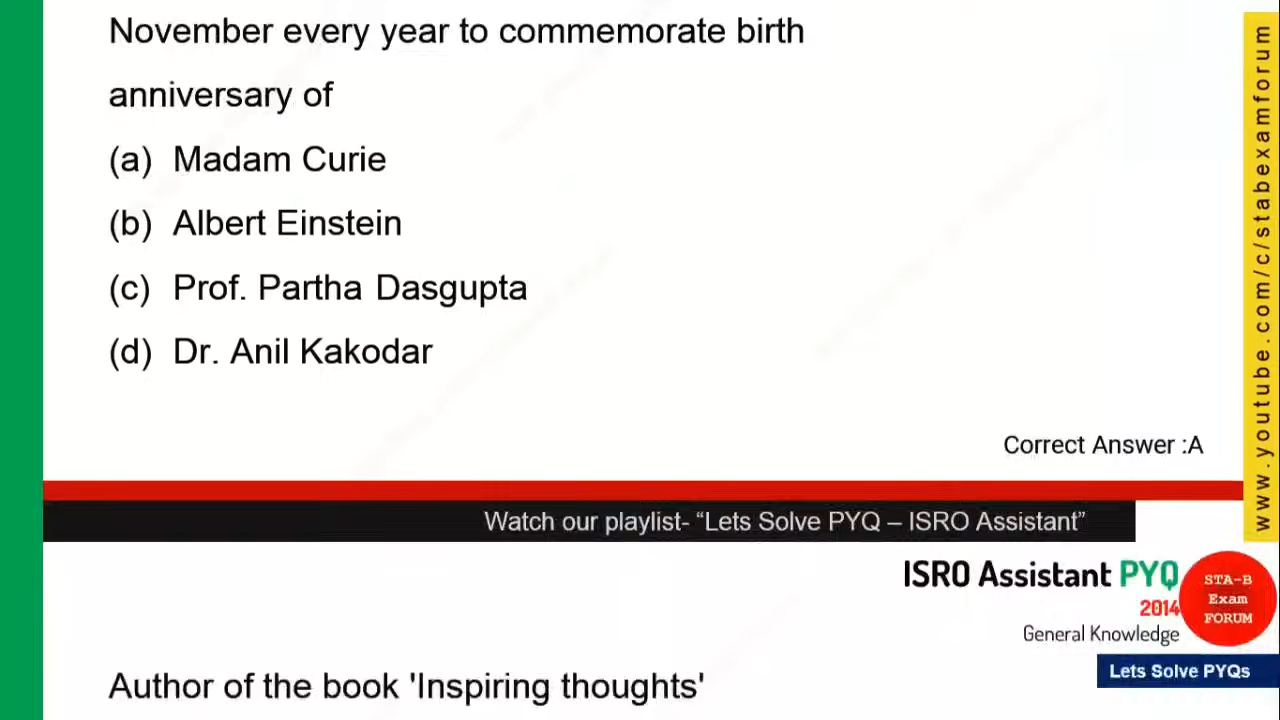 November every year to commemorate birth
anniversary of
(a) Madam Curie
(b) Albert Einstein
(c) Prof. Partha Dasgupta
(d) Dr. Anil Kakodar
Correct Answer :A
www.youtube.com/c/stabexamforum
Watch our playlist- “Lets Solve PYQ – ISRO Assistant”
ISRO Assistant PYQ
2014
General Knowledge
STA-B
Exam
FORUM
Lets Solve PYQs
Author of the book 'Inspiring thoughts'